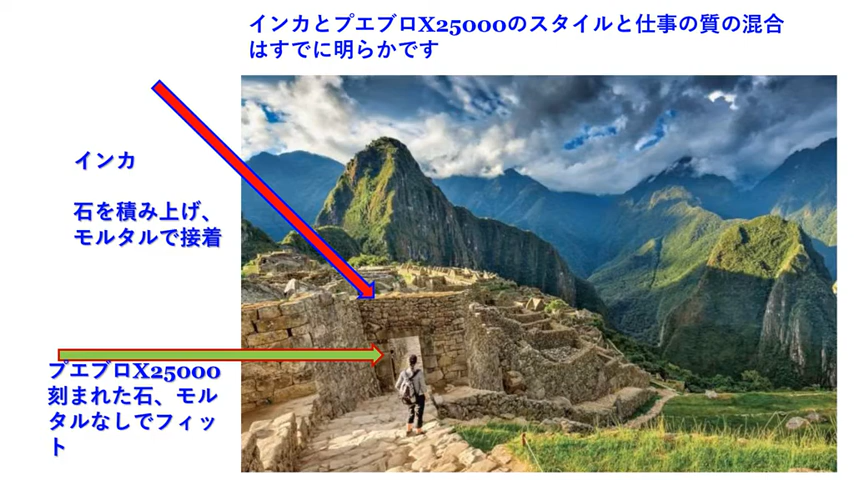 インカとプエブロX25000のスタイルと仕事の質の混合
はすでに明らかです
インカ
石を積み上げ、
モルタルで接着
プエブロX25000
刻まれた石、モル
タルなしでフィッ
ト